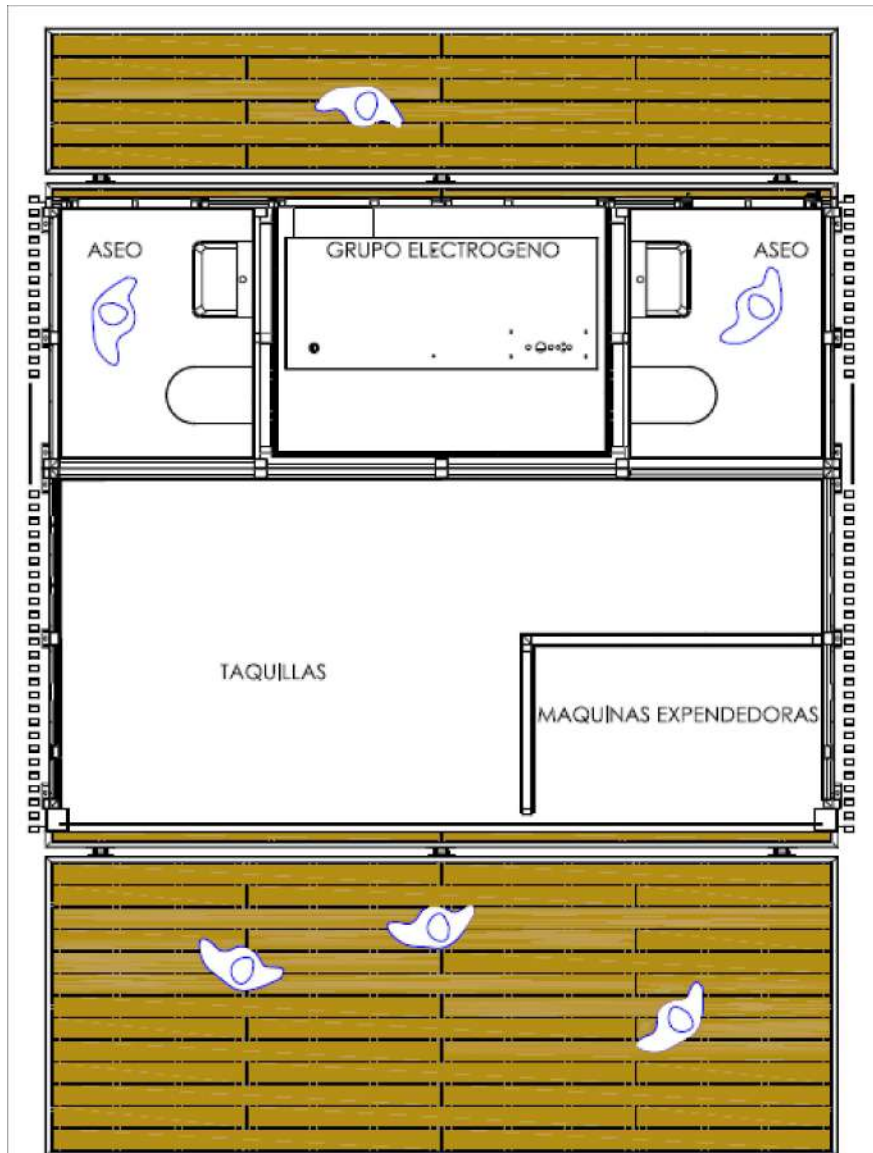 ASEO
GRUPO ELECTROGENO
ASEO
TAQUILLAS
MAQUINAS EXPENDEDORAS